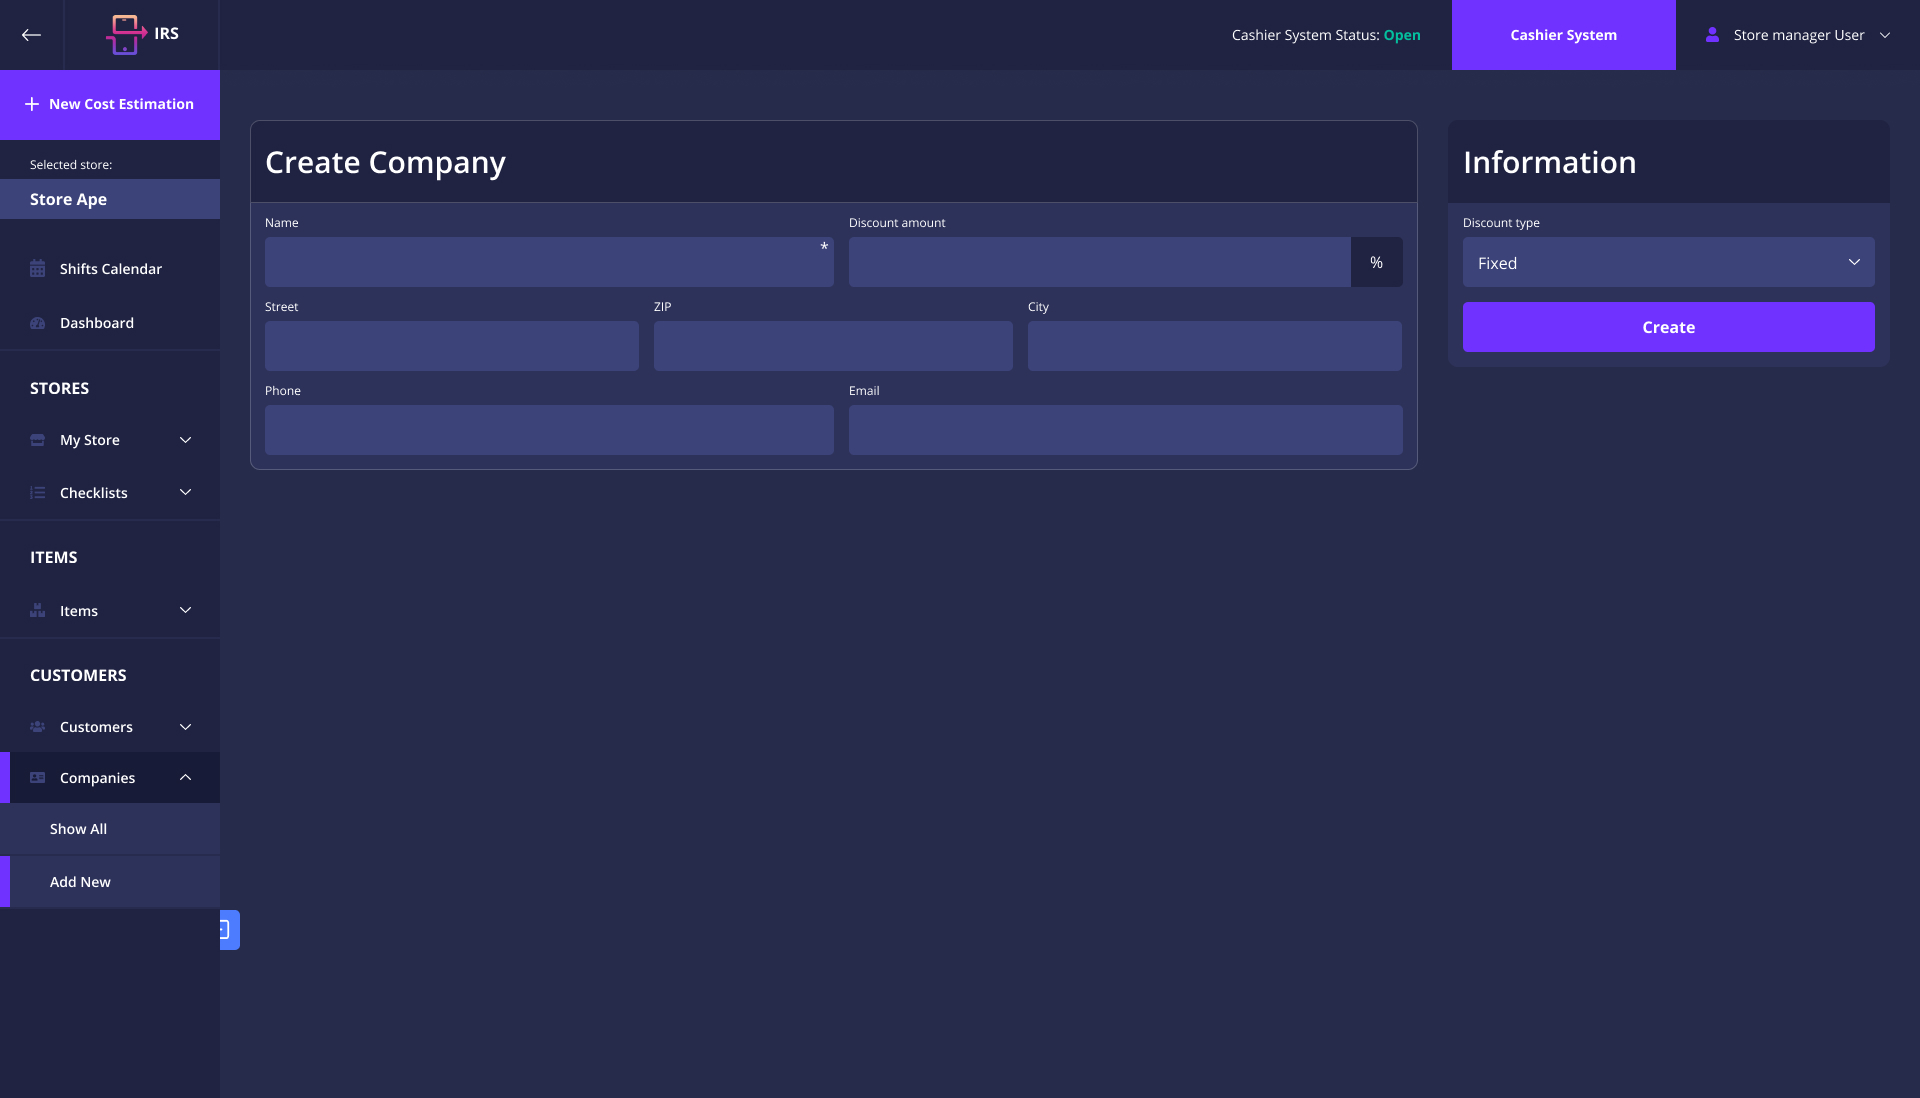 IRS
Cashier System Status: Open
Cashier System
Store manager User
New Cost Estimation
Selected store:
Store Ape
Shifts Calendar
Dashboard
STORES
My Store
Checklists
ITEMS
Items
CUSTOMERS
Customers
Companies
Show All
Add New
Create Company
Name
*
Discount amount
%
Street
ZIP
City
Phone
Email
Information
Discount type
Fixed
Create